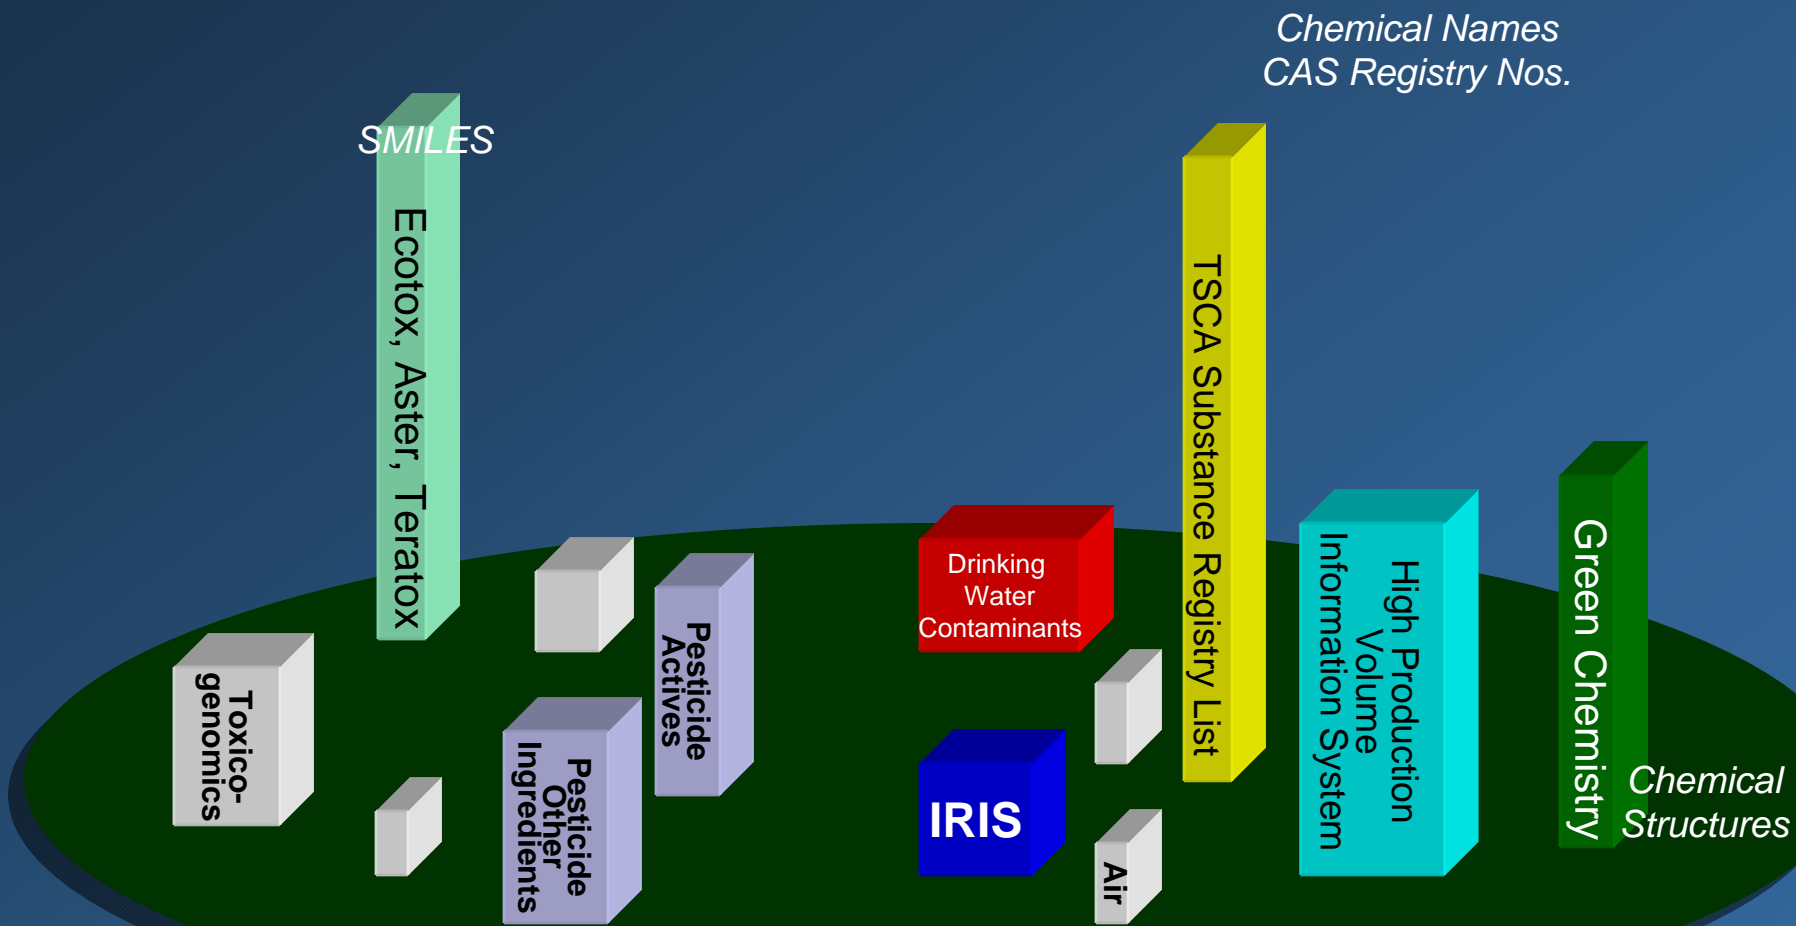 Chemical Names
CAS Registry Nos.
SMILES
Ecotox, Aster, Teratox
TSCA Substance Registry List
Drinking
Water
Contaminants
High Production
Volume
Information System
Green Chemistry
Pesticide
Actives
Toxico-
genomics
Pesticide
Other
Ingredients
IRIS
Air
Chemical
Structures